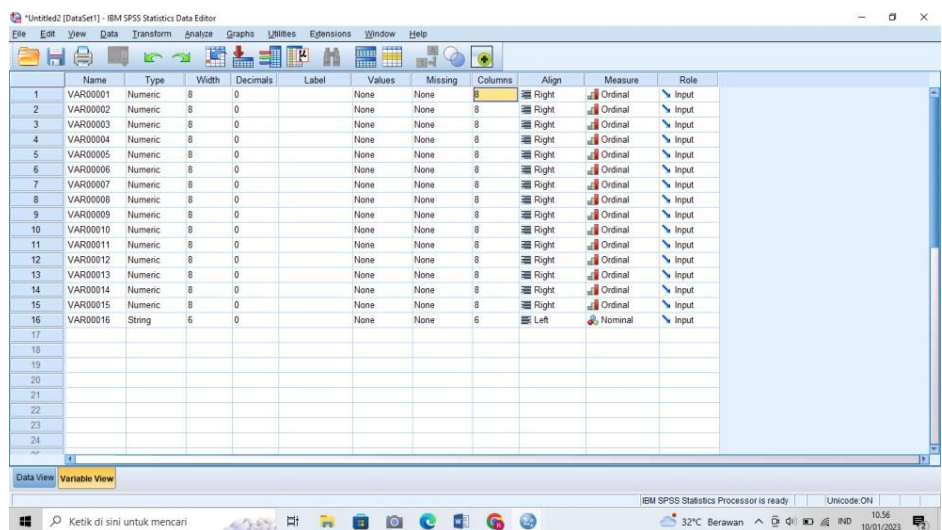 *Untitled2 [DataSet1] - IBM SPSS Statistics Data Editor
File Edit View Data Transform Analyze Graphs Utilities Extensions Window Help
Name Type Width Decimals Label Values Missing Columns Align Measure Role
1 VAR00001 Numeric 8 0 None None 8 Right Ordinal Input
2 VAR00002 Numeric 8 0 None None 8 Right Ordinal Input
3 VAR00003 Numeric 8 0 None None 8 Right Ordinal Input
4 VAR00004 Numeric 8 0 None None 8 Right Ordinal Input
5 VAR00005 Numeric 8 0 None None 8 Right Ordinal Input
6 VAR00006 Numeric 8 0 None None 8 Right Ordinal Input
7 VAR00007 Numeric 8 0 None None 8 Right Ordinal Input
8 VAR00008 Numeric 8 0 None None 8 Right Ordinal Input
9 VAR00009 Numeric 8 0 None None 8 Right Ordinal Input
10 VAR00010 Numeric 8 0 None None 8 Right Ordinal Input
11 VAR00011 Numeric 8 0 None None 8 Right Ordinal Input
12 VAR00012 Numeric 8 0 None None 8 Right Ordinal Input
13 VAR00013 Numeric 8 0 None None 8 Right Ordinal Input
14 VAR00014 Numeric 8 0 None None 8 Right Ordinal Input
15 VAR00015 Numeric 8 0 None None 8 Right Ordinal Input
16 VAR00016 String 6 0 None None 6 Left Nominal Input
17
18
19
20
21
22
23
24
Data View Variable View
IBM SPSS Statistics Processor is ready Unicode:ON
Ketik di sini untuk mencari 32°C Berawan IND 10.56
10/01/2023